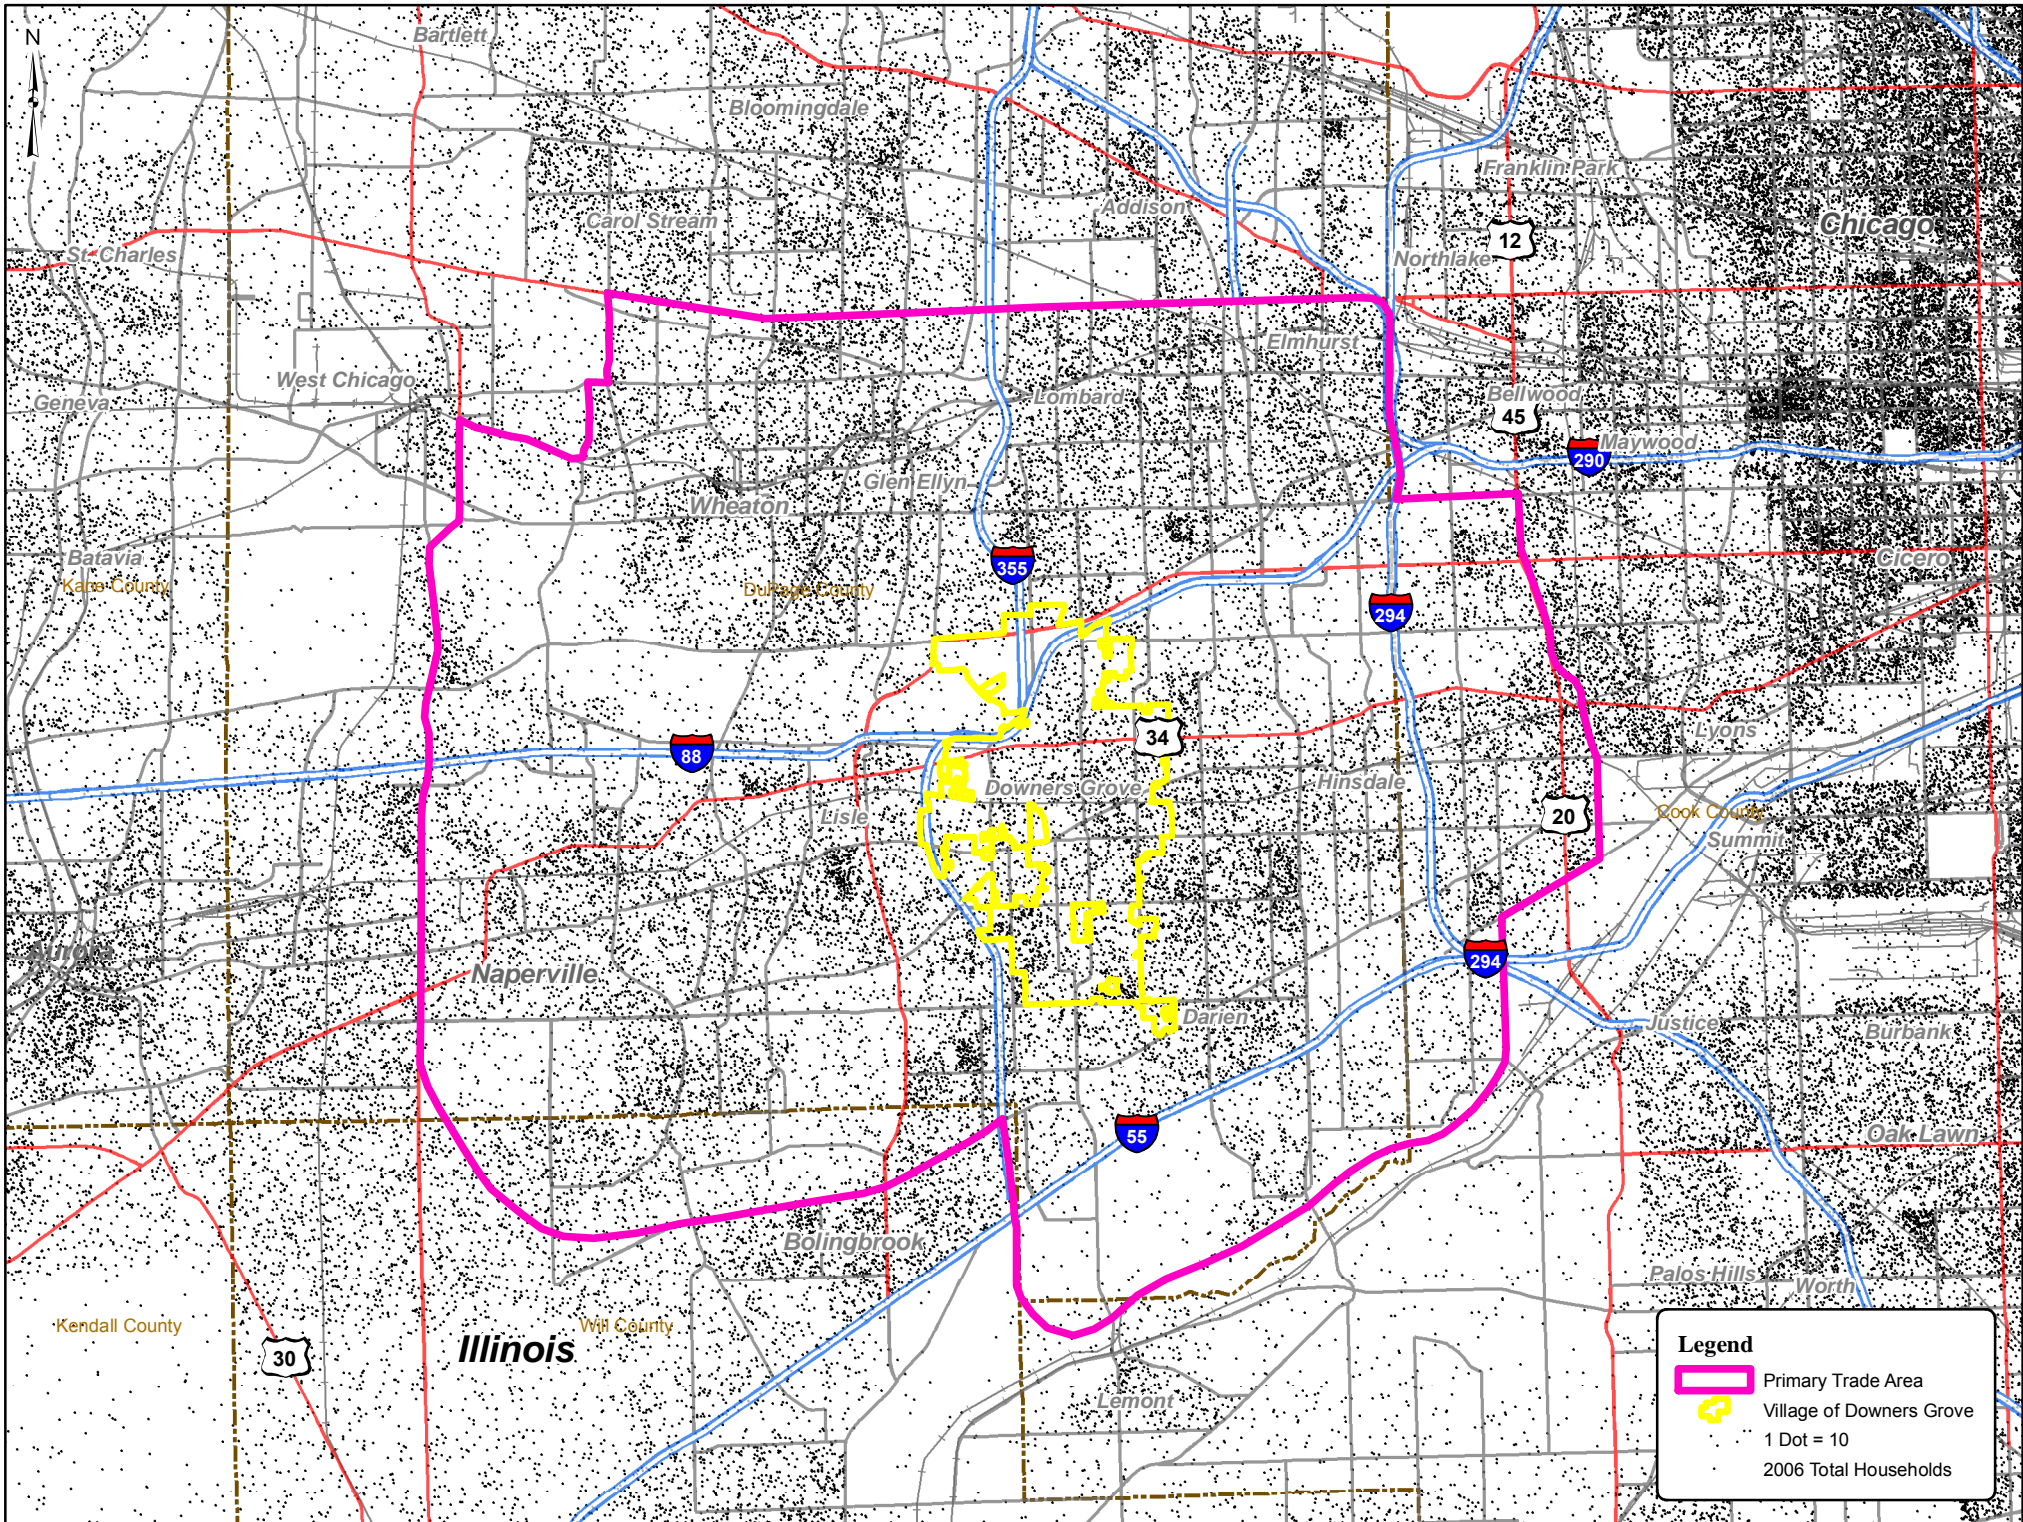 N
Bartlett
Bloomingdale
Franklin Park
Addison
Carol Stream
Chicago
12
St. Charles
Northlake
Elmhurst
West Chicago
Bellwood
Geneva
Lombard
45
Maywood
290
Glen Ellyn
Wheaton
Batavia
Cicero
355
Kane County
DuPage County
294
Lyons
34
88
Hinsdale
Downers Grove
Cook County
Lisle
20
Summit
Aurora
294
Naperville
Darien
Justice
Burbank
55
Oak Lawn
Bolingbrook
Palos Hills
Worth
Kendall County
Will County
Illinois
30
Lemont
Legend
Primary Trade Area
Village of Downers Grove
1 Dot = 10
2006 Total Households